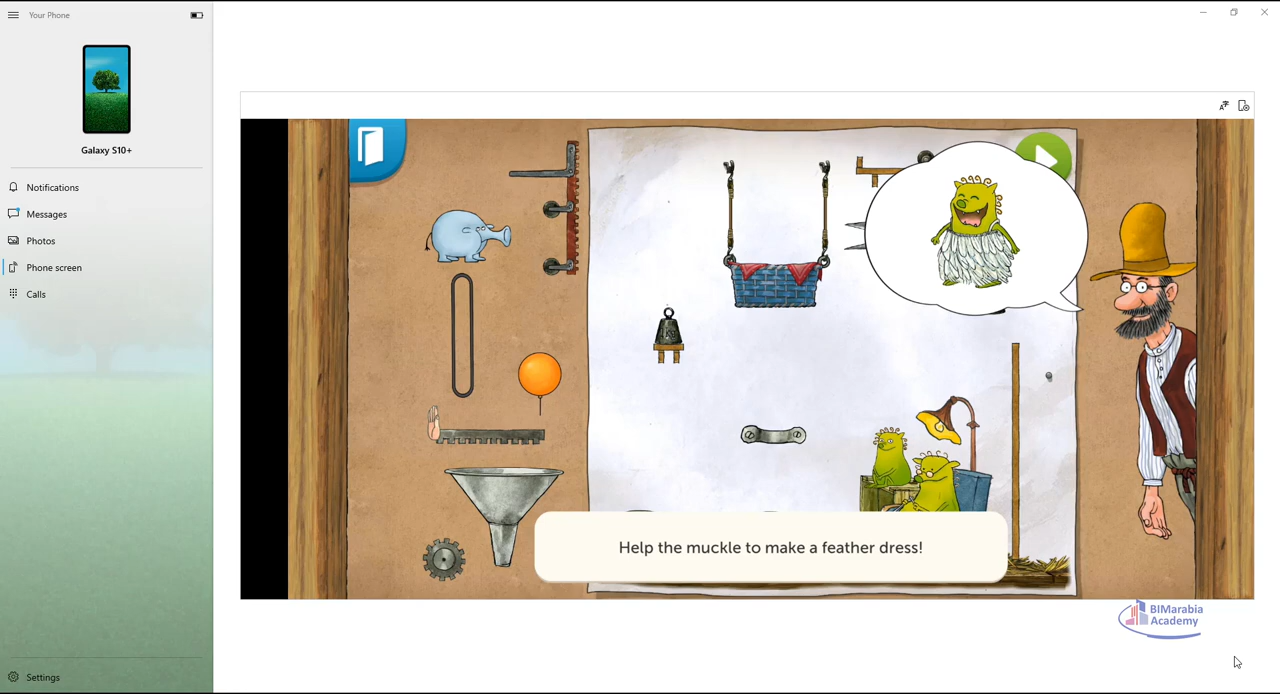 Your Phone
Galaxy S10+
Notifications
Messages
Photos
Phone screen
Calls
Help the muckle to make a feather dress!
BIMarabia
Academy
Settings